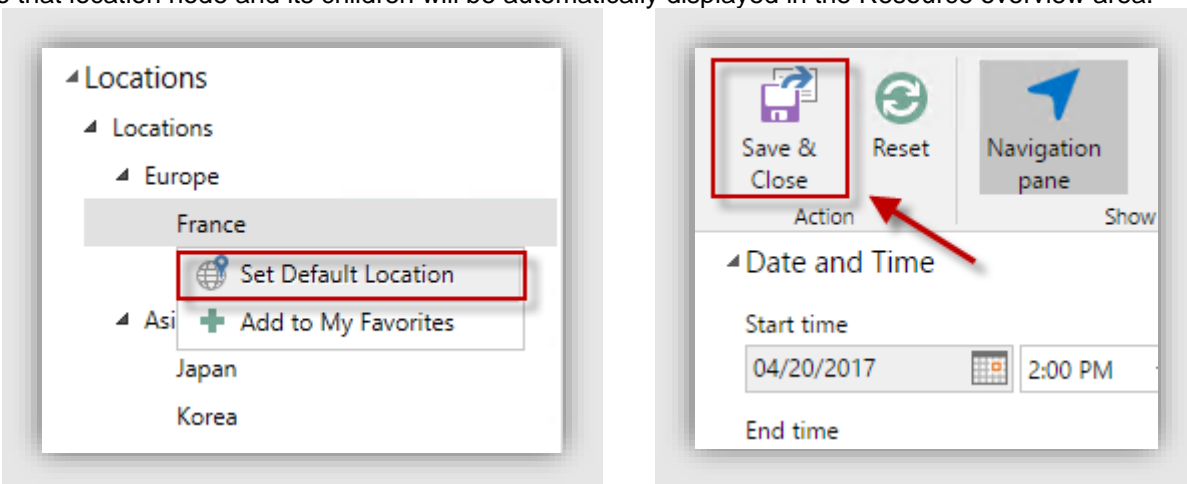 that location node and its children will be automatically displayed in the Resource overview area.
Locations
Locations
Europe
France
Set Default Location
Asi
Add to My Favorites
Japan
Korea
Save &
Close
Reset
Navigation
pane
Action
Show
Date and Time
Start time
04/20/2017
2:00 PM
End time